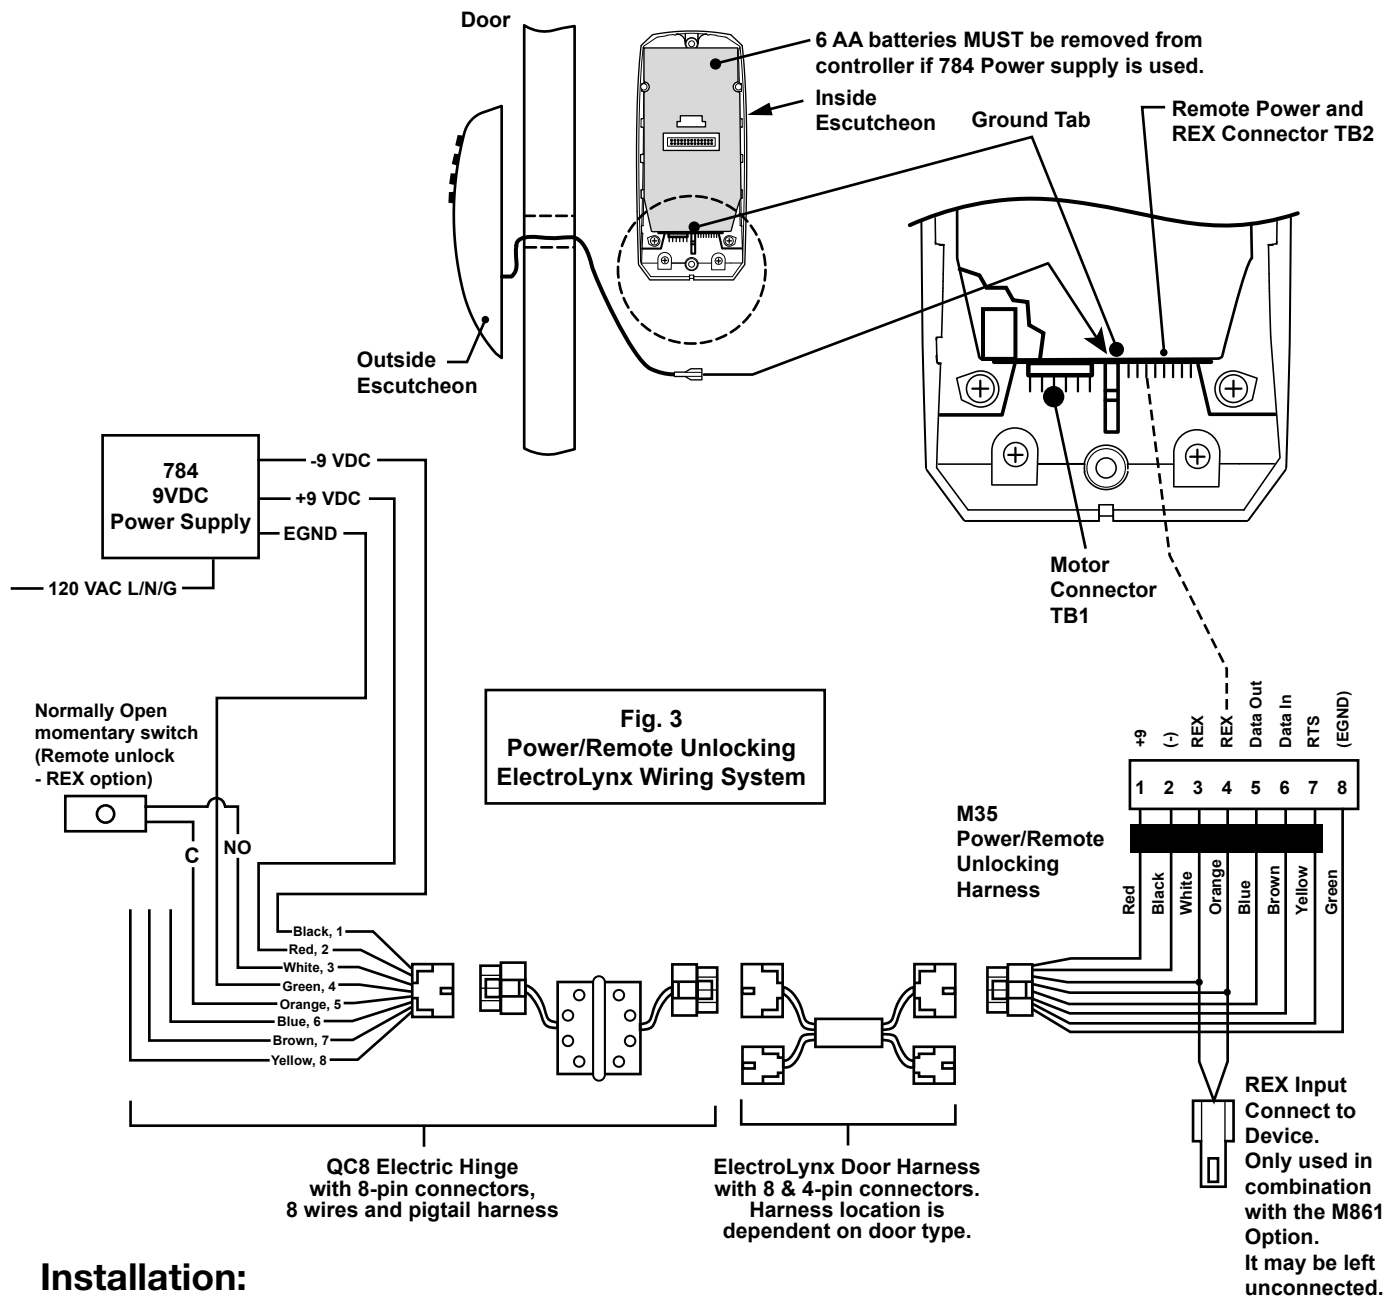 Door
6 AA batteries MUST be removed from
controller if 784 Power supply is used.
Inside
Escutcheon
Ground Tab
Remote Power and
REX Connector TB2
Outside
Escutcheon
784
9VDC
Power Supply
-9 VDC
+9 VDC
EGND
120 VAC L/N/G
Motor
Connector
TB1
Normally Open
momentary switch
(Remote unlock
- REX option)
C
NO
Fig. 3
Power/Remote Unlocking
ElectroLynx Wiring System
+9
(-)
REX
REX
Data Out
Data In
RTS
(EGND)
1 2 3 4 5 6 7 8
M35
Power/Remote
Unlocking
Harness
Red
Black
White
Orange
Blue
Brown
Yellow
Green
Black, 1
Red, 2
White, 3
Green, 4
Orange, 5
Blue, 6
Brown, 7
Yellow, 8
QC8 Electric Hinge
with 8-pin connectors,
8 wires and pigtail harness
ElectroLynx Door Harness
with 8 & 4-pin connectors.
Harness location is
dependent on door type.
REX Input
Connect to
Device.
Only used in
combination
with the M861
Option.
It may be left
unconnected.
Installation: